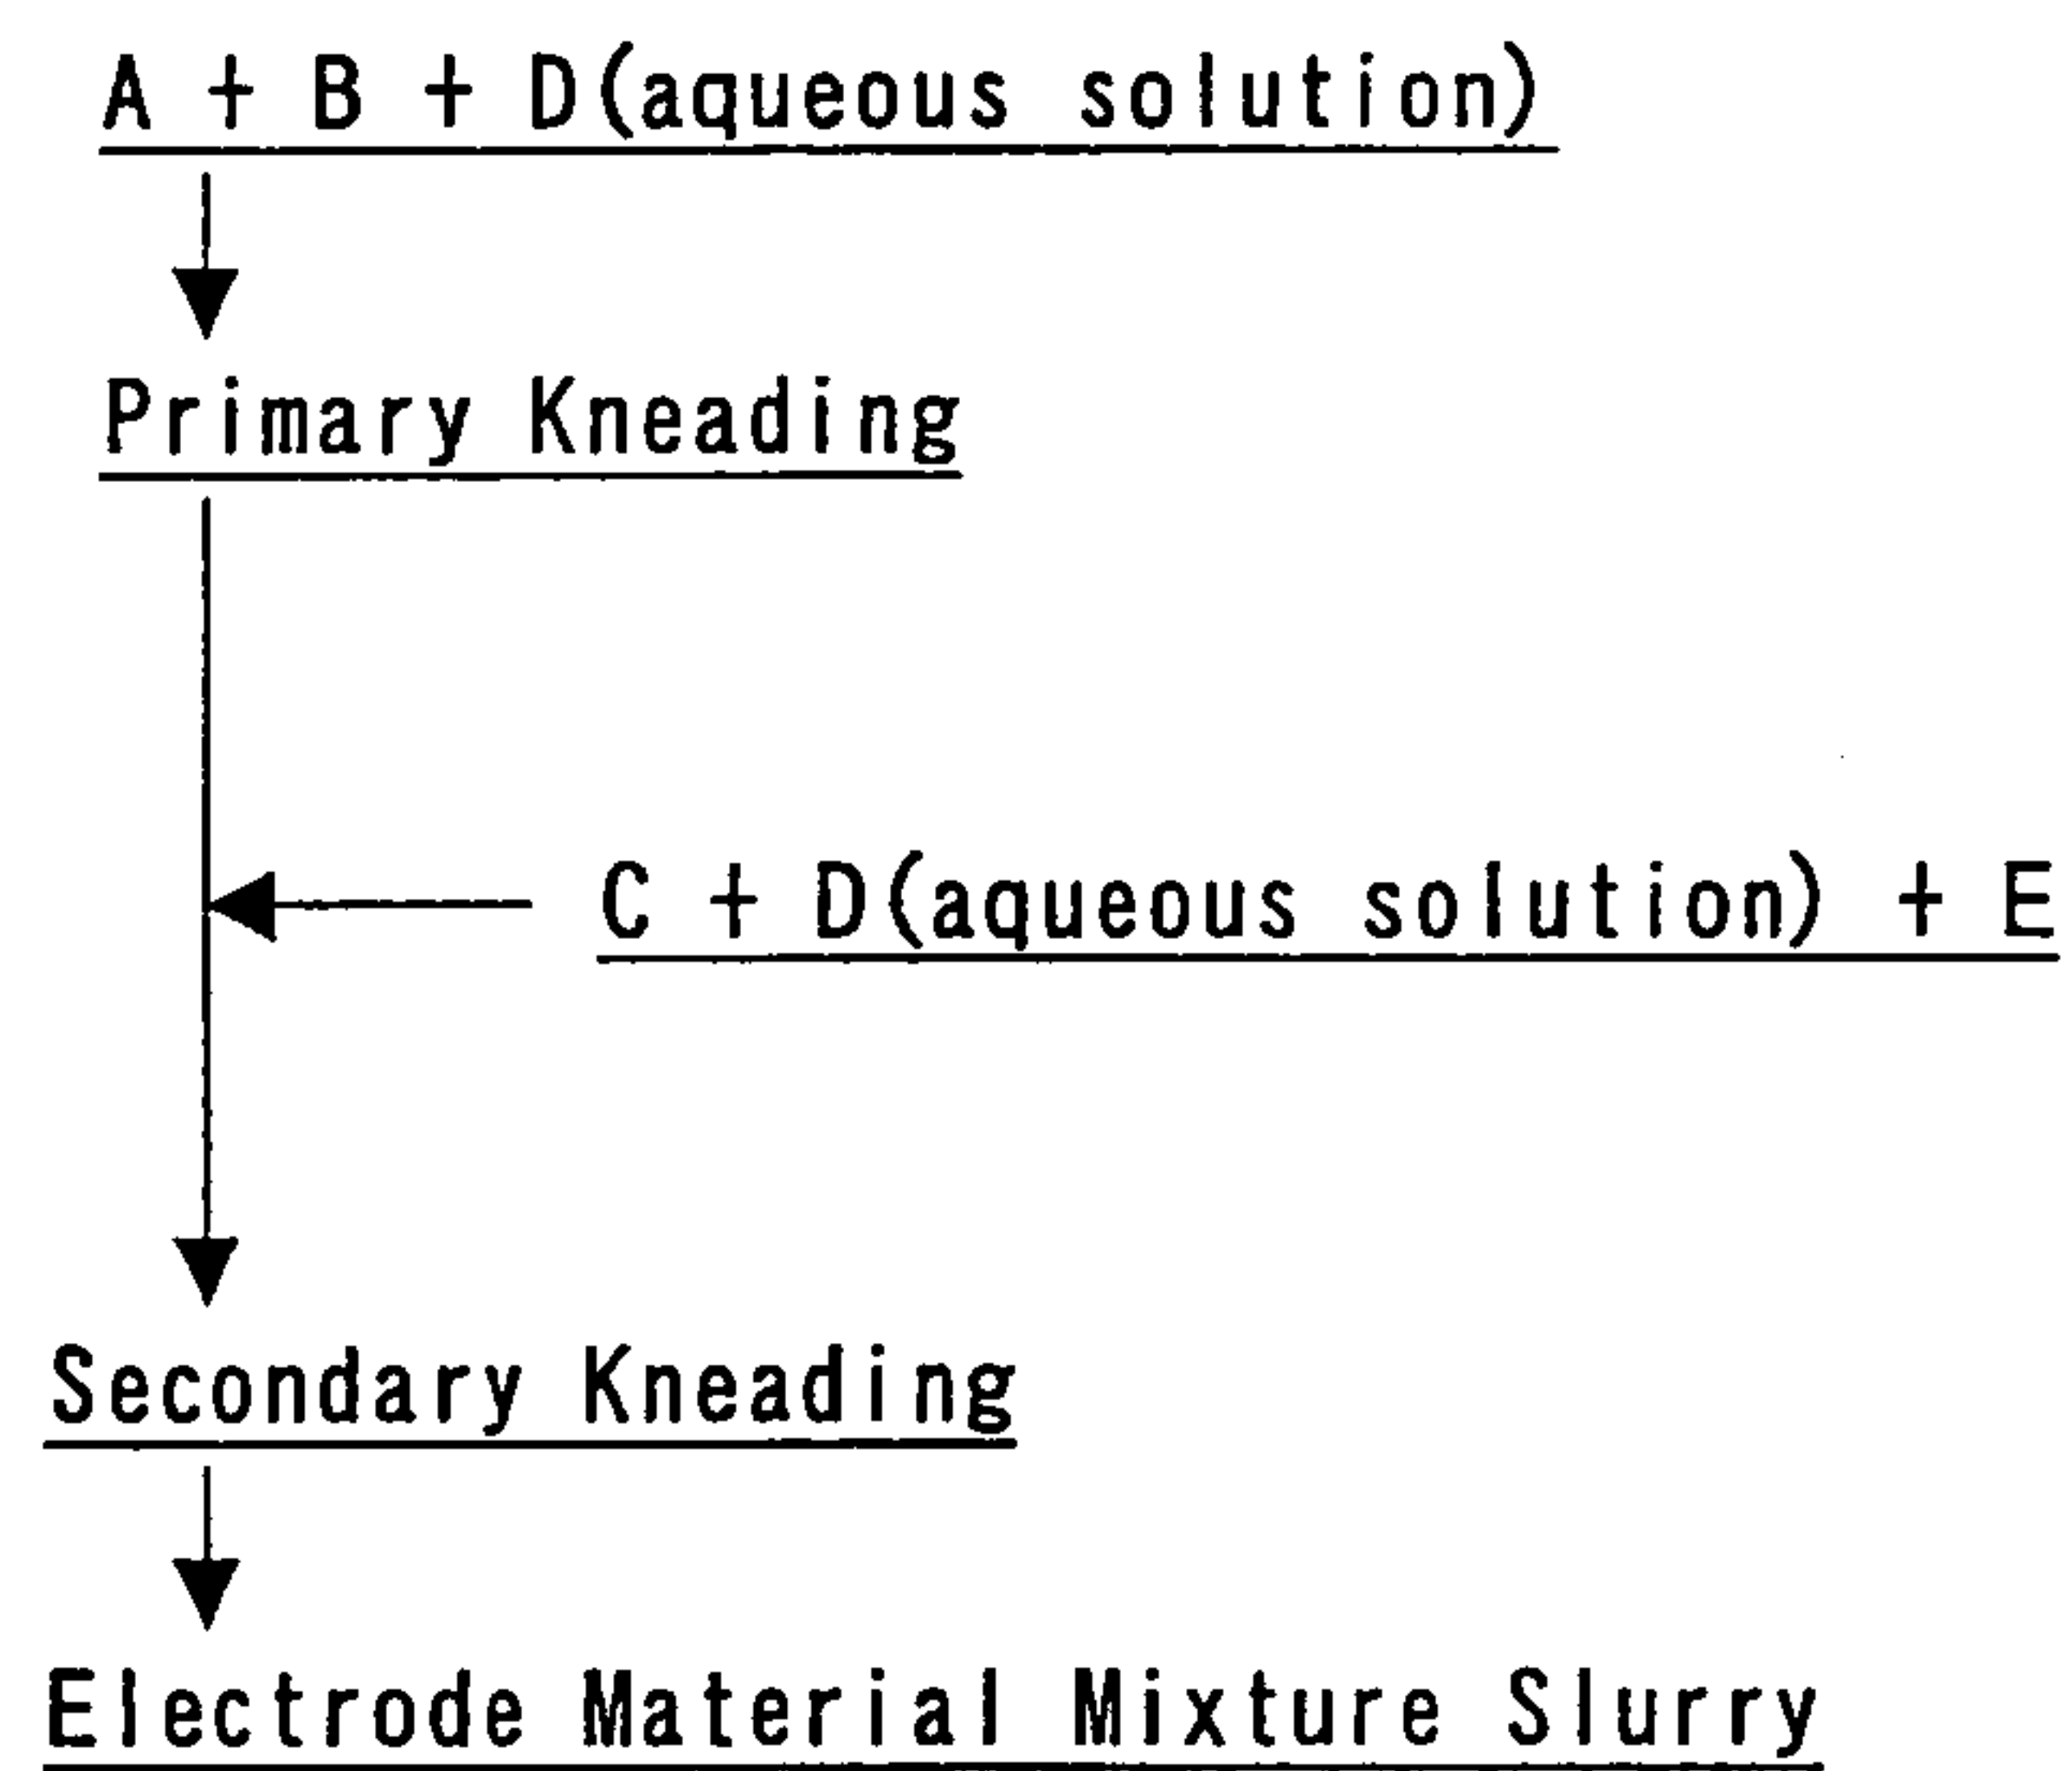 A + B + D(aqueous solution)
Primary Kneading
C + D(aqueous solution) + E
Secondary Kneading
Electrode Material Mixture Slurry